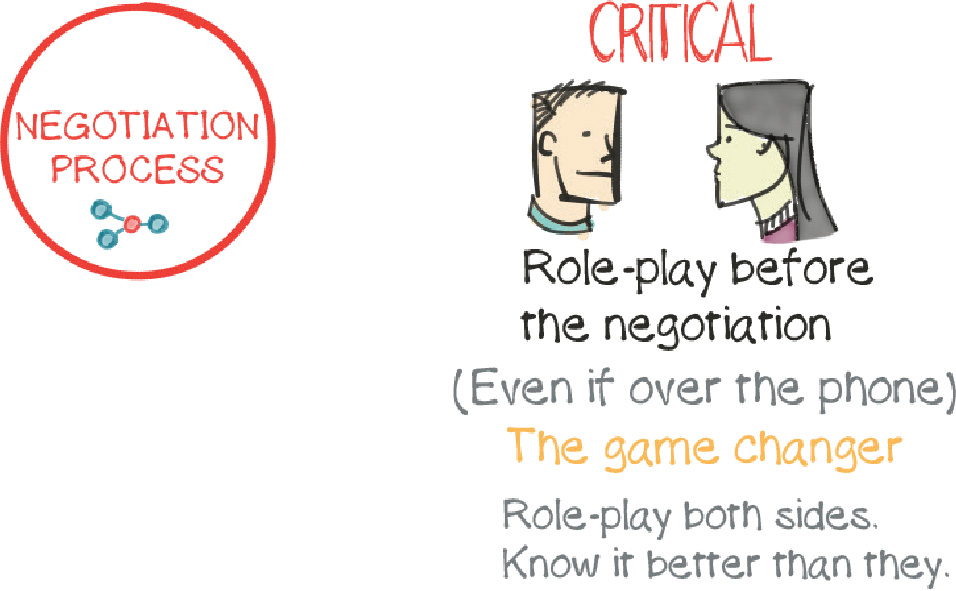 NEGOTIATION
PROCESS
CRITICAL
Role-play before
the negotiation
(Even if over the phone)
The game changer
Role-play both sides.
Know it better than they.